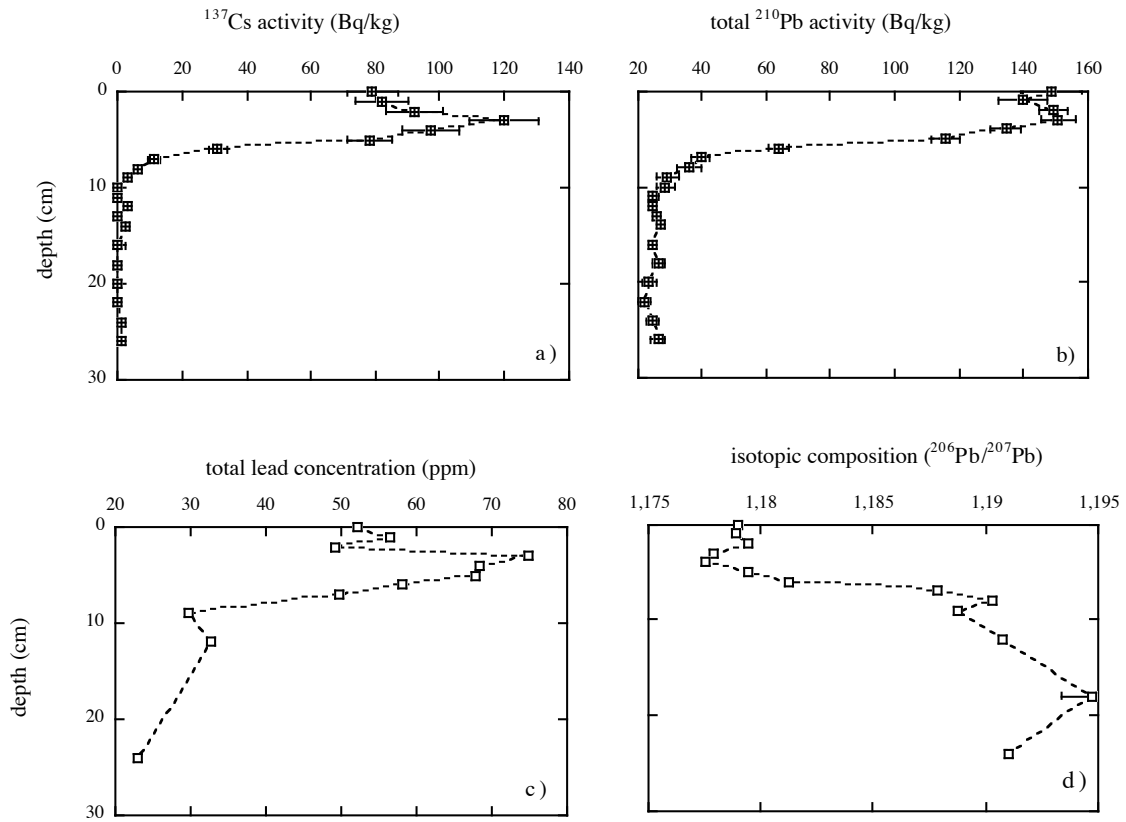 ¹³⁷Cs activity (Bq/kg)
0 20 40 60 80 100 120 140
0
10
20
30
depth (cm)
a )
total ²¹⁰Pb activity (Bq/kg)
20 40 60 80 100 120 140 160
b)
total lead concentration (ppm)
20 30 40 50 60 70 80
0
10
20
30
depth (cm)
c )
isotopic composition (²⁰⁶Pb/²⁰⁷Pb)
1,175 1,18 1,185 1,19 1,195
d )